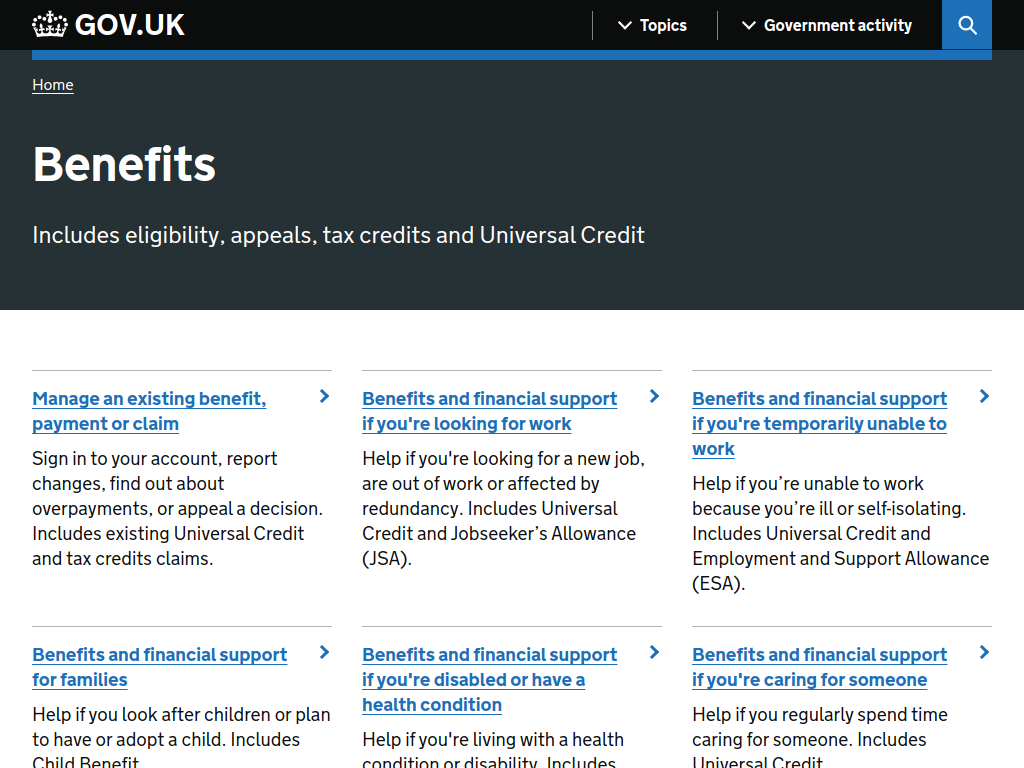 GOV.UK
Topics
Government activity
Home
Benefits
Includes eligibility, appeals, tax credits and Universal Credit
Manage an existing benefit,
payment or claim
Sign in to your account, report
changes, find out about
overpayments, or appeal a decision.
Includes existing Universal Credit
and tax credits claims.
Benefits and financial support
if you're looking for work
Help if you're looking for a new job,
are out of work or affected by
redundancy. Includes Universal
Credit and Jobseeker’s Allowance
(JSA).
Benefits and financial support
if you're temporarily unable to
work
Help if you’re unable to work
because you’re ill or self-isolating.
Includes Universal Credit and
Employment and Support Allowance
(ESA).
Benefits and financial support
for families
Help if you look after children or plan
to have or adopt a child. Includes
Child Benefit
Benefits and financial support
if you're disabled or have a
health condition
Help if you're living with a health
condition or disability. Includes
Benefits and financial support
if you're caring for someone
Help if you regularly spend time
caring for someone. Includes
Universal Credit